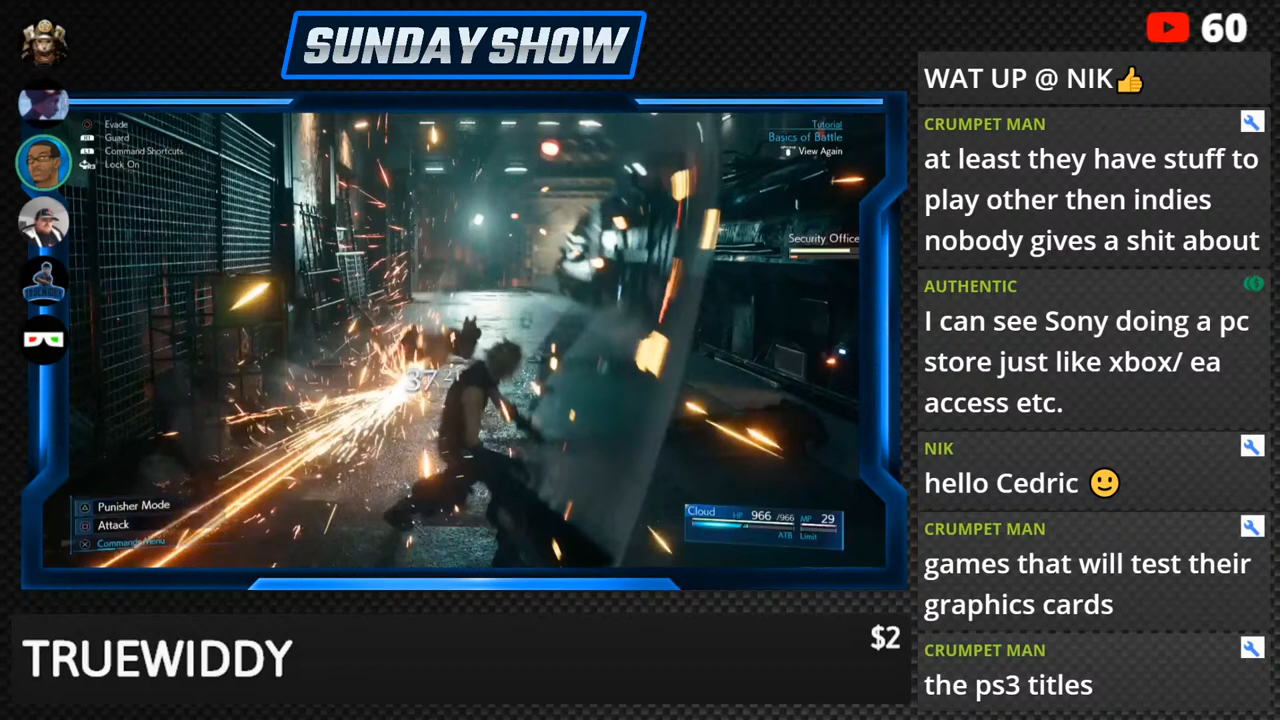 SUNDAY SHOW
60
Evade
Guard
Command Shortcuts
Lock On
Tutorial
Basics of Battle
View Again
Security Office
374
Punisher Mode
Attack
Commands Menu
Cloud HP 966/966 MP 29
ATB Limit
TRUEWIDDY
$2
WAT UP @ NIK👍
CRUMPET MAN
at least they have stuff to
play other then indies
nobody gives a shit about
AUTHENTIC
I can see Sony doing a pc
store just like xbox/ ea
access etc.
NIK
hello Cedric 🙂
CRUMPET MAN
games that will test their
graphics cards
CRUMPET MAN
the ps3 titles